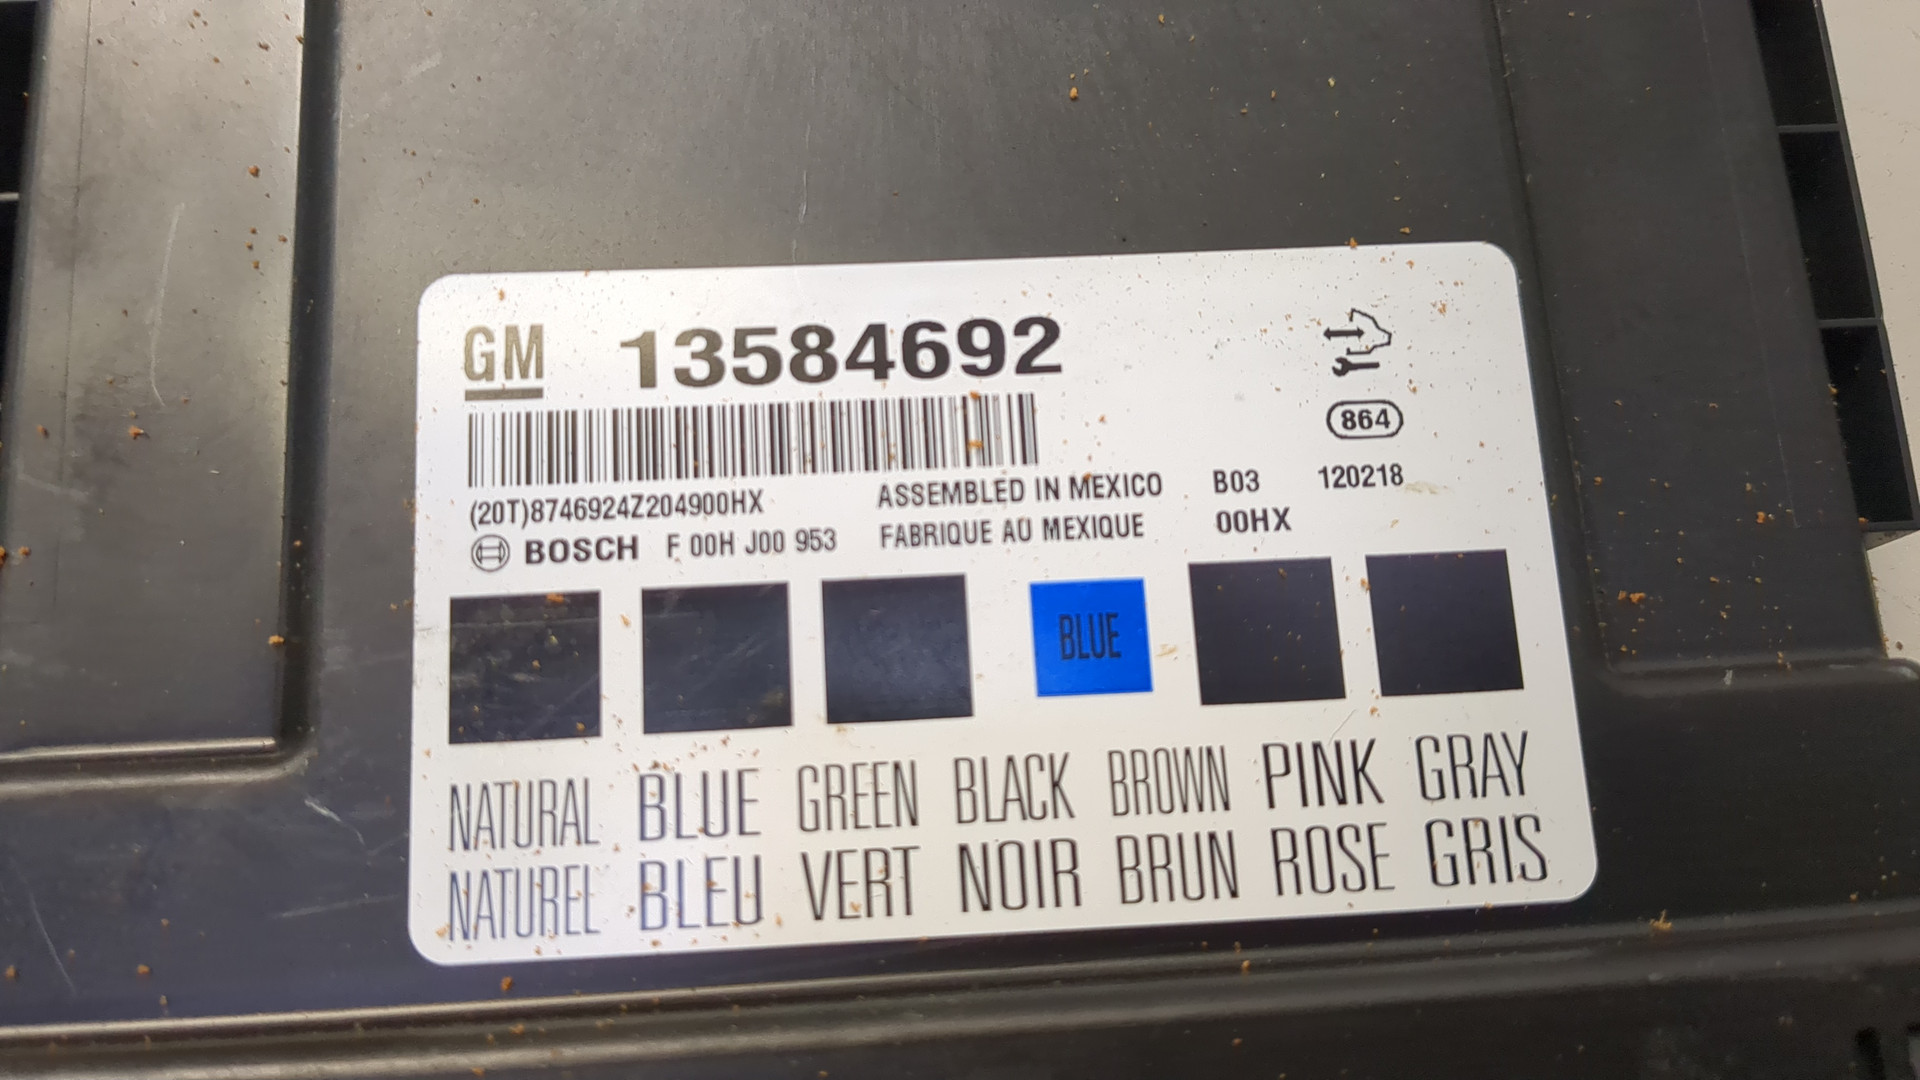 GM 13584692
864
(20T)8746924Z204900HX ASSEMBLED IN MEXICO B03 120218
BOSCH F 00H J00 953 FABRIQUE AU MEXIQUE 00HX
BLUE
NATURAL BLUE GREEN BLACK BROWN PINK GRAY
NATUREL BLEU VERT NOIR BRUN ROSE GRIS